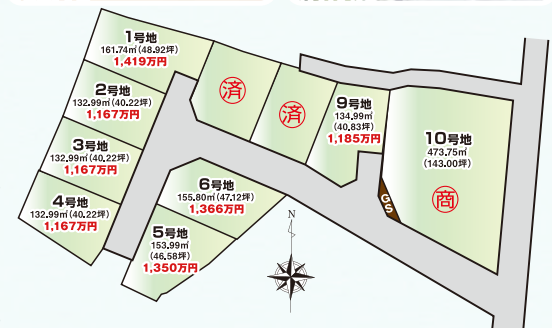 1号地
161.74㎡(48.92坪)
1,419万円
2号地
132.99㎡(40.22坪)
1,167万円
3号地
132.99㎡(40.22坪)
1,167万円
4号地
132.99㎡(40.22坪)
1,167万円
済
済
9号地
134.99㎡
(40.83坪)
1,185万円
10号地
473.75㎡
(143.00坪)
商
GS
6号地
155.80㎡(47.12坪)
1,366万円
5号地
153.99㎡
(46.58坪)
1,350万円
N